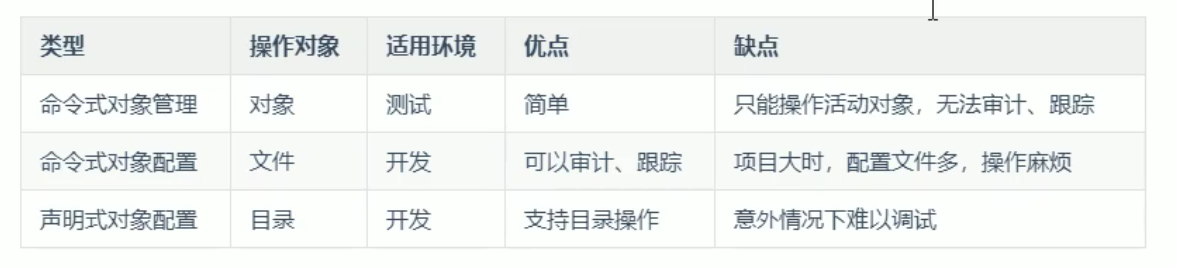 类型 操作对象 适用环境 优点 缺点
命令式对象管理 对象 测试 简单 只能操作活动对象，无法审计、跟踪
命令式对象配置 文件 开发 可以审计、跟踪 项目大时，配置文件多，操作麻烦
声明式对象配置 目录 开发 支持目录操作 意外情况下难以调试